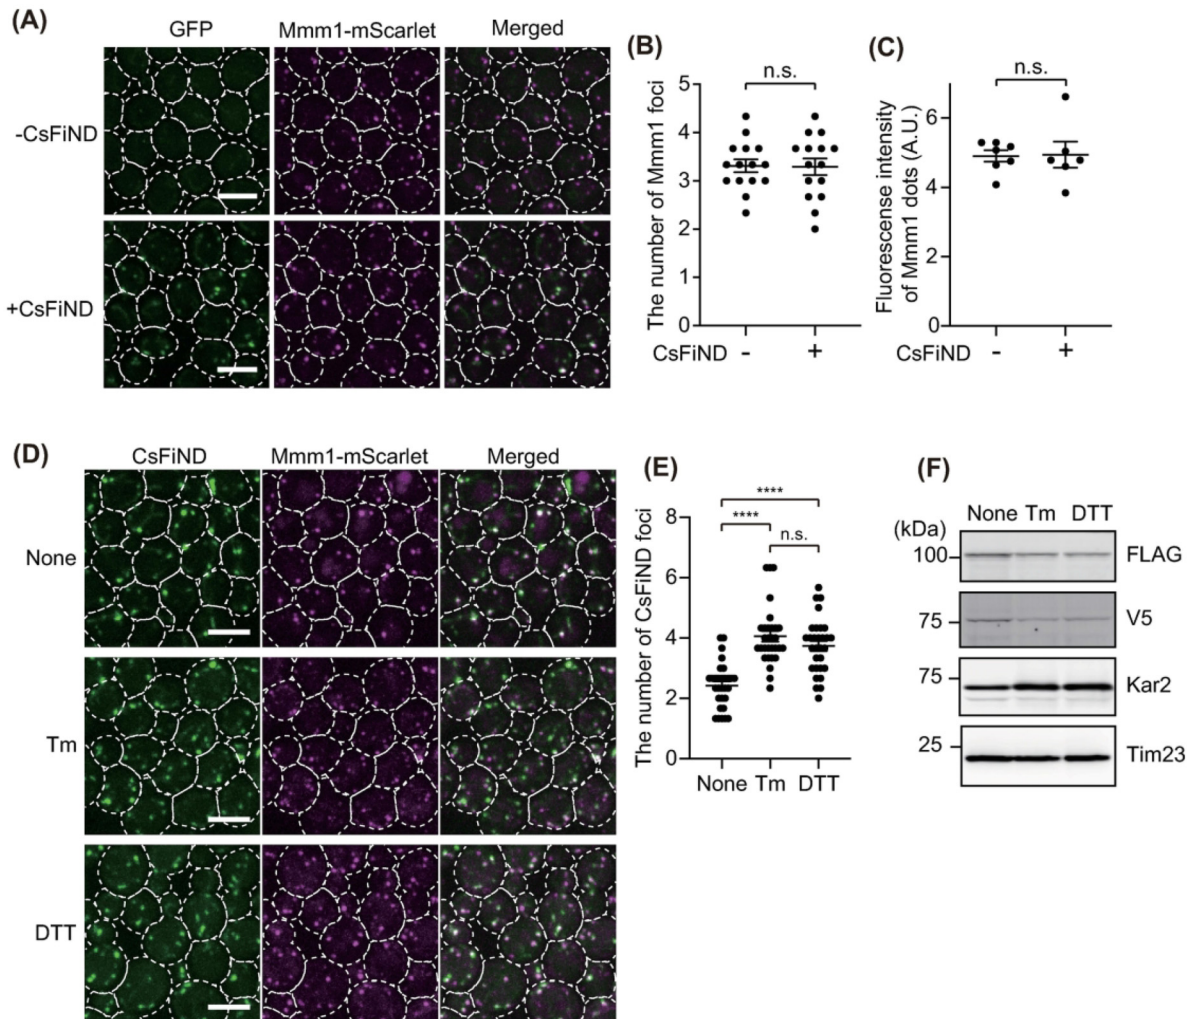 (A)
GFP Mmm1-mScarlet Merged
-CsFiND
+CsFiND
(B)
n.s.
The number of Mmm1 foci
5
4
3
2
1
0
CsFiND - +
(C)
n.s.
Fluorescense intensity
of Mmm1 dots (A.U.)
6
4
2
0
CsFiND - +
(D)
CsFiND Mmm1-mScarlet Merged
None
Tm
DTT
(E)
****
****
n.s.
The number of CsFiND foci
8
6
4
2
0
None Tm DTT
(F)
None Tm DTT
(kDa)
100 FLAG
75 V5
75 Kar2
25 Tim23